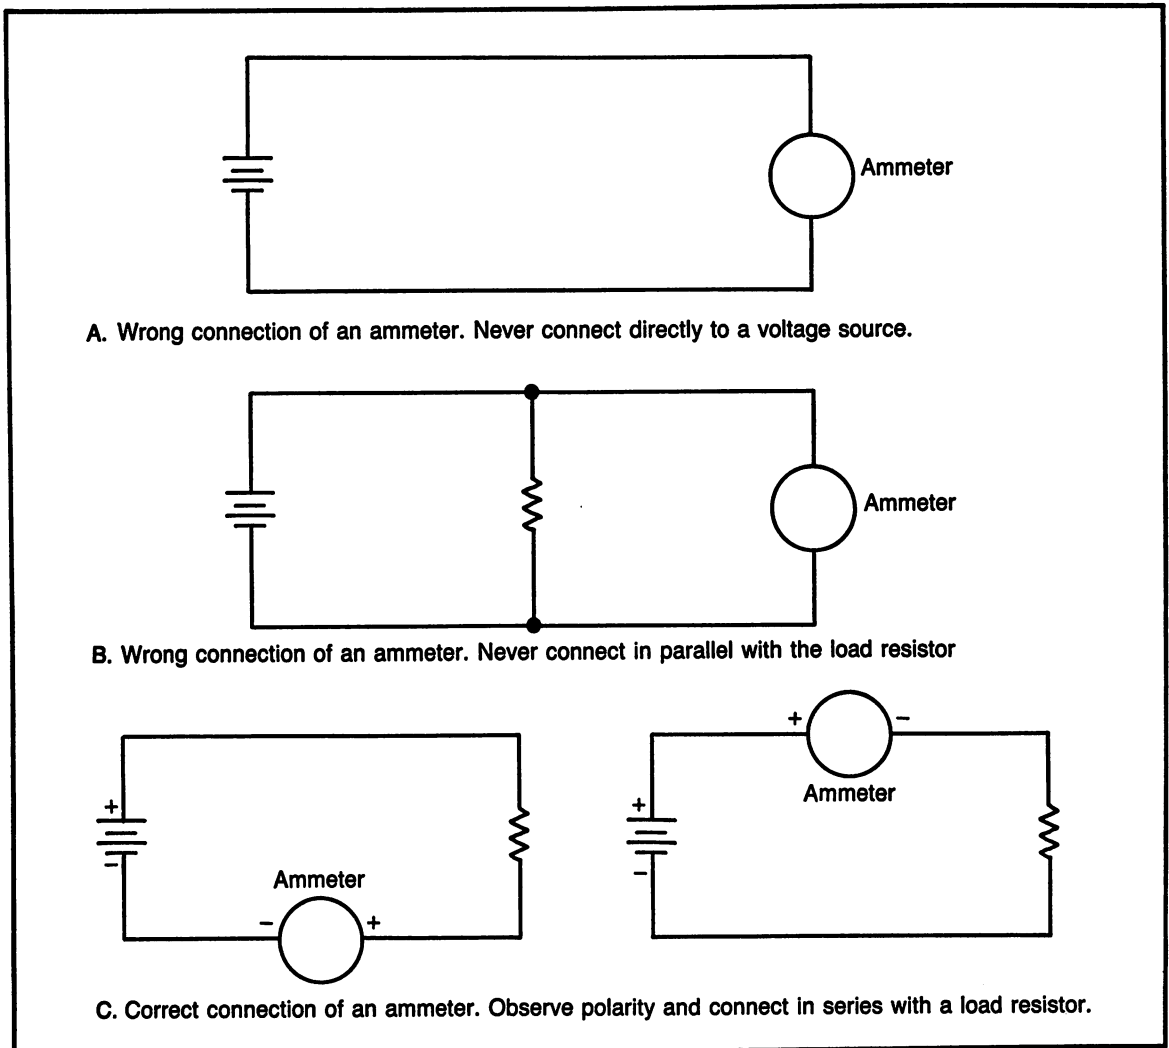 Ammeter
A. Wrong connection of an ammeter. Never connect directly to a voltage source.
Ammeter
B. Wrong connection of an ammeter. Never connect in parallel with the load resistor
+ -
+ +
Ammeter
Ammeter
- -
- +
C. Correct connection of an ammeter. Observe polarity and connect in series with a load resistor.